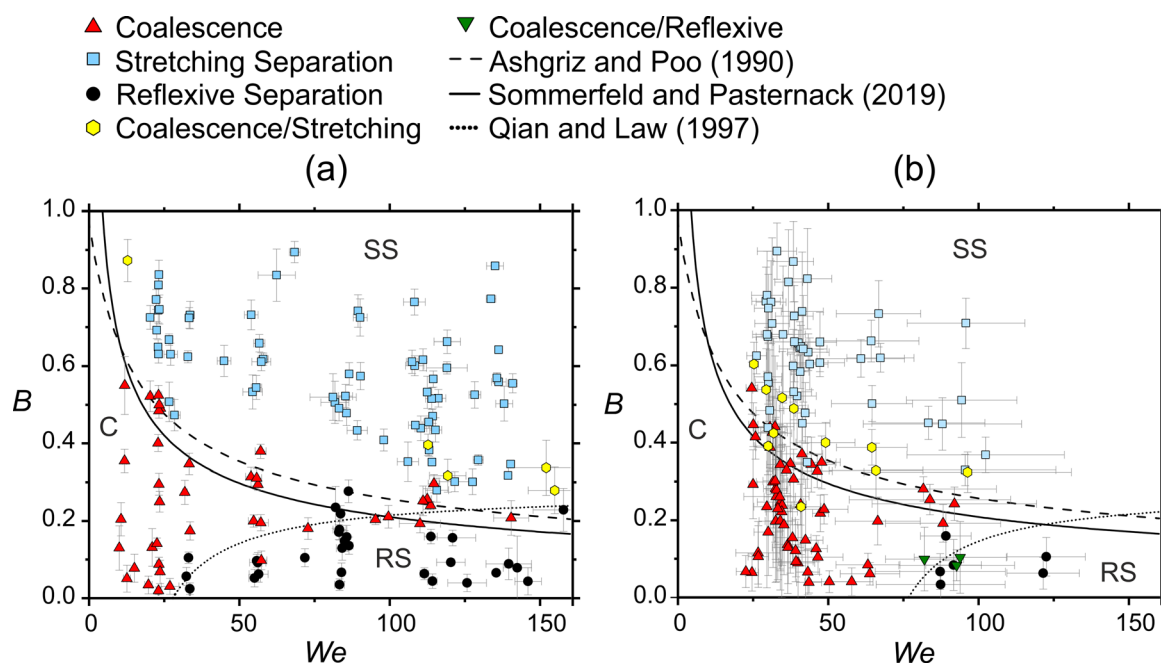 Coalescence
Coalescence/Reflexive
Stretching Separation
Ashgriz and Poo (1990)
Reflexive Separation
Sommerfeld and Pasternack (2019)
Coalescence/Stretching
Qian and Law (1997)
(a)
(b)
1.0
0.8
0.6
0.4
0.2
0.0
B
SS
C
RS
0
50
100
150
We
1.0
0.8
0.6
0.4
0.2
0.0
B
SS
C
RS
0
50
100
150
We